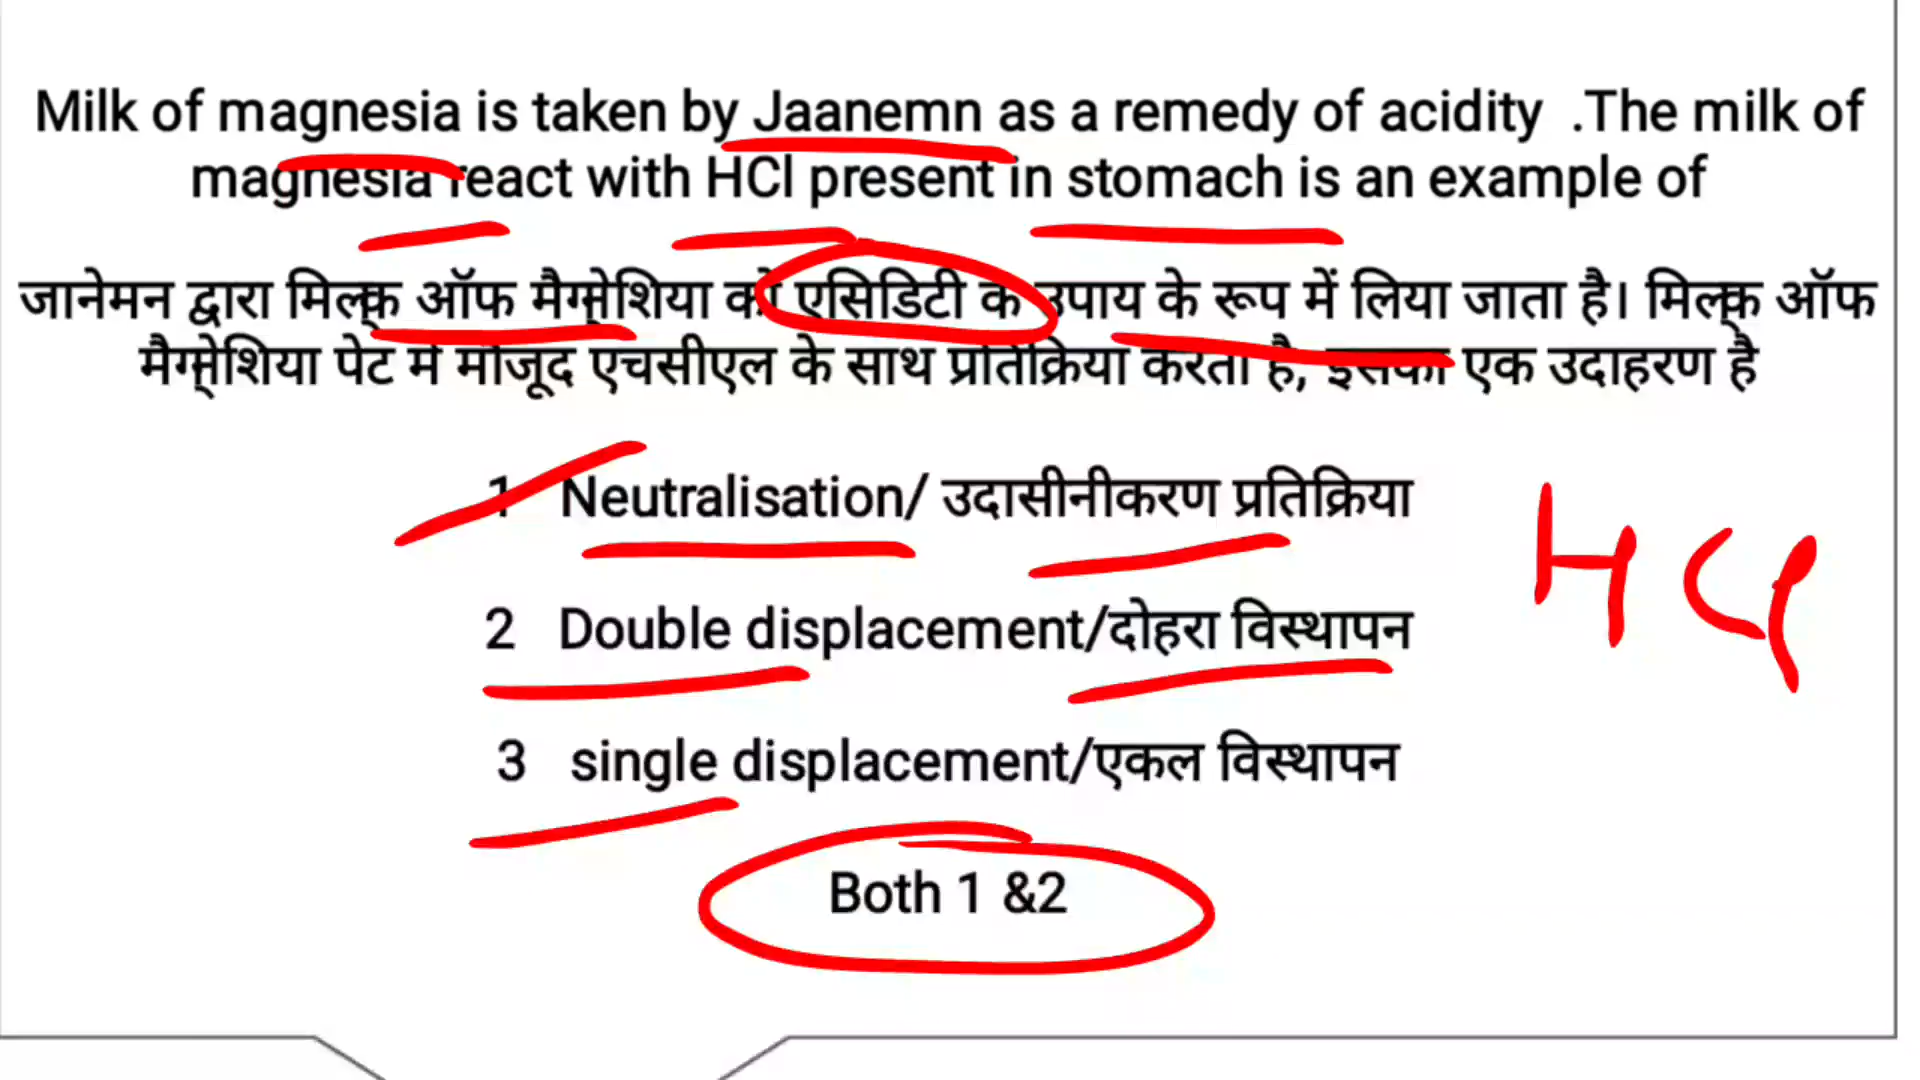 Milk of magnesia is taken by Jaanemn as a remedy of acidity .The milk of
magnesia react with HCl present in stomach is an example of
जानेमन द्वारा मिल्क ऑफ मैग्नेशिया को एसिडिटी के उपाय के रूप में लिया जाता है। मिल्क ऑफ
मैग्नेशिया पेट में मौजूद एचसीएल के साथ प्रतिक्रिया करता है, इसका एक उदाहरण है
1 Neutralisation/ उदासीनीकरण प्रतिक्रिया
HCl
2 Double displacement/दोहरा विस्थापन
3 single displacement/एकल विस्थापन
Both 1 &2